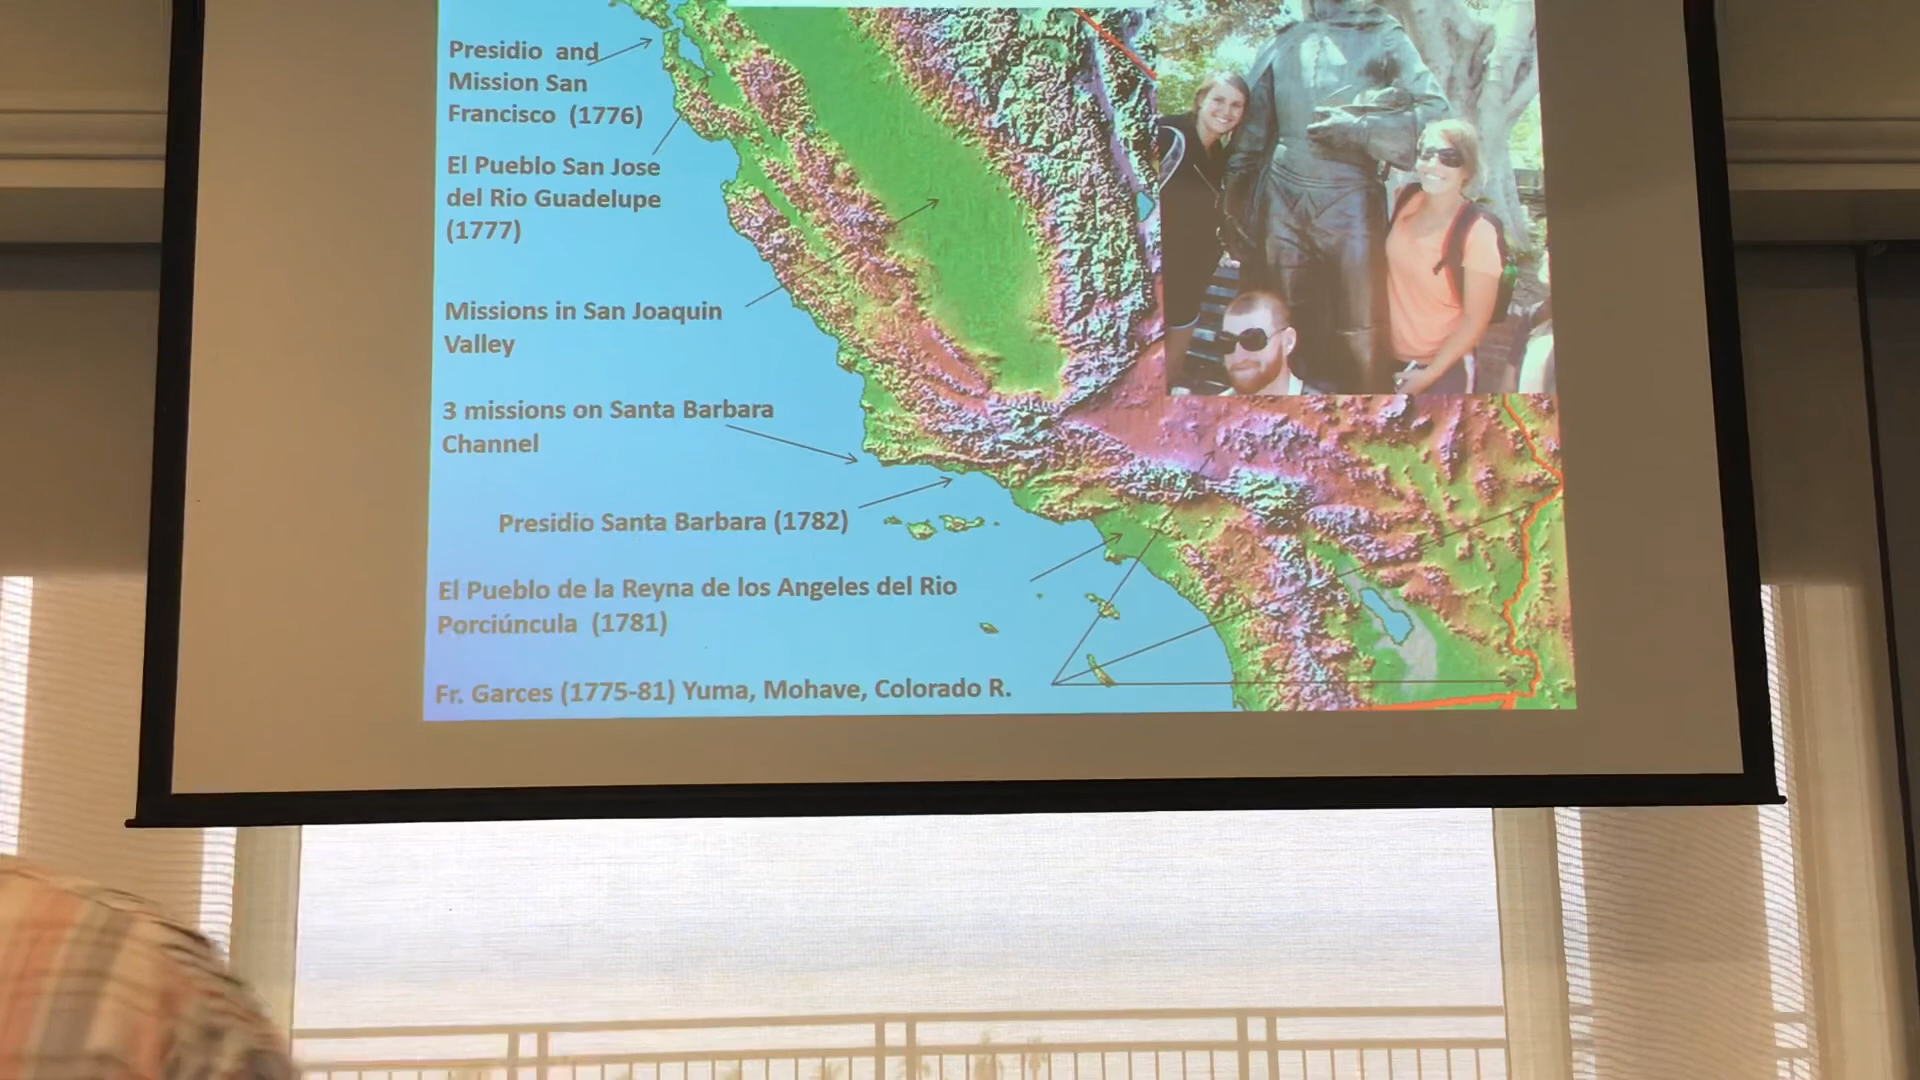 Presidio and
Mission San
Francisco (1776)
El Pueblo San Jose
del Rio Guadelupe
(1777)
Missions in San Joaquin
Valley
3 missions on Santa Barbara
Channel
Presidio Santa Barbara (1782)
El Pueblo de la Reyna de los Angeles del Rio
Porciúncula (1781)
Fr. Garces (1775-81) Yuma, Mohave, Colorado R.